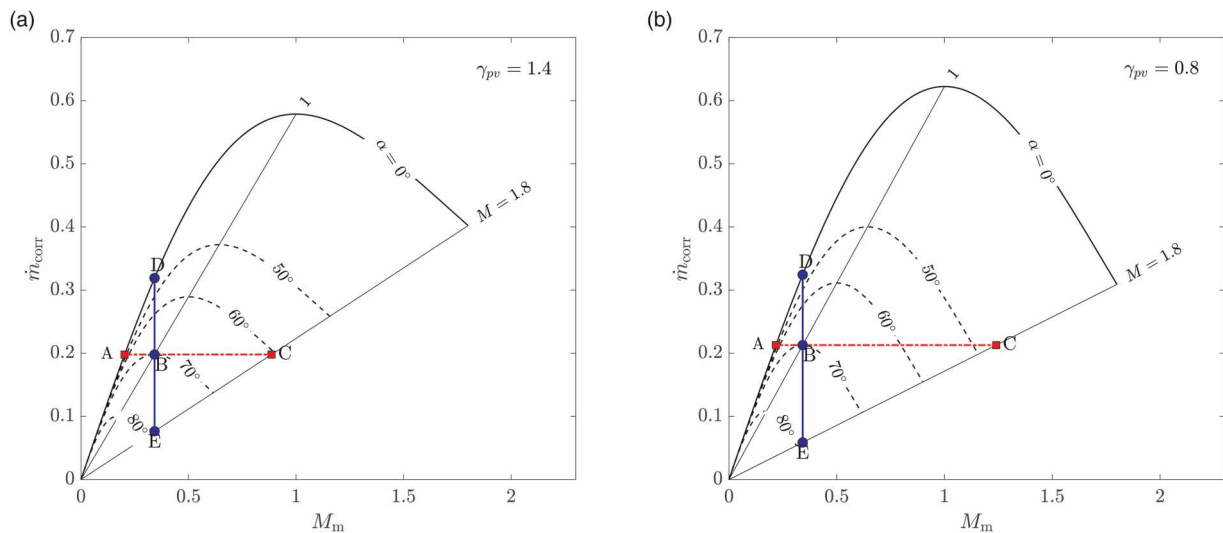 (a)
0.7
0.6
0.5
0.4
0.3
0.2
0.1
0
0
0.5
1
1.5
2
ṁcorr
Mm
γpv = 1.4
1
α = 0°
M = 1.8
50°
60°
70°
80°
D
A
B
C
E
(b)
0.7
0.6
0.5
0.4
0.3
0.2
0.1
0
0
0.5
1
1.5
2
ṁcorr
Mm
γpv = 0.8
1
α = 0°
M = 1.8
50°
60°
70°
80°
D
A
B
C
E